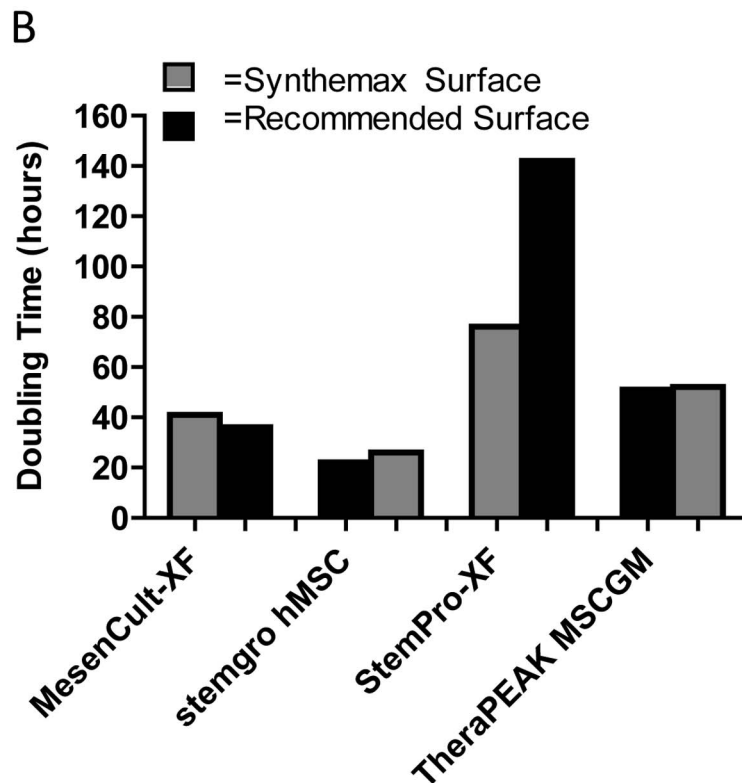 B
=Synthemax Surface
=Recommended Surface
160
140
120
100
80
60
40
20
0
Doubling Time (hours)
MesenCult-XF
stemgro hMSC
StemPro-XF
TheraPEAK MSCGM